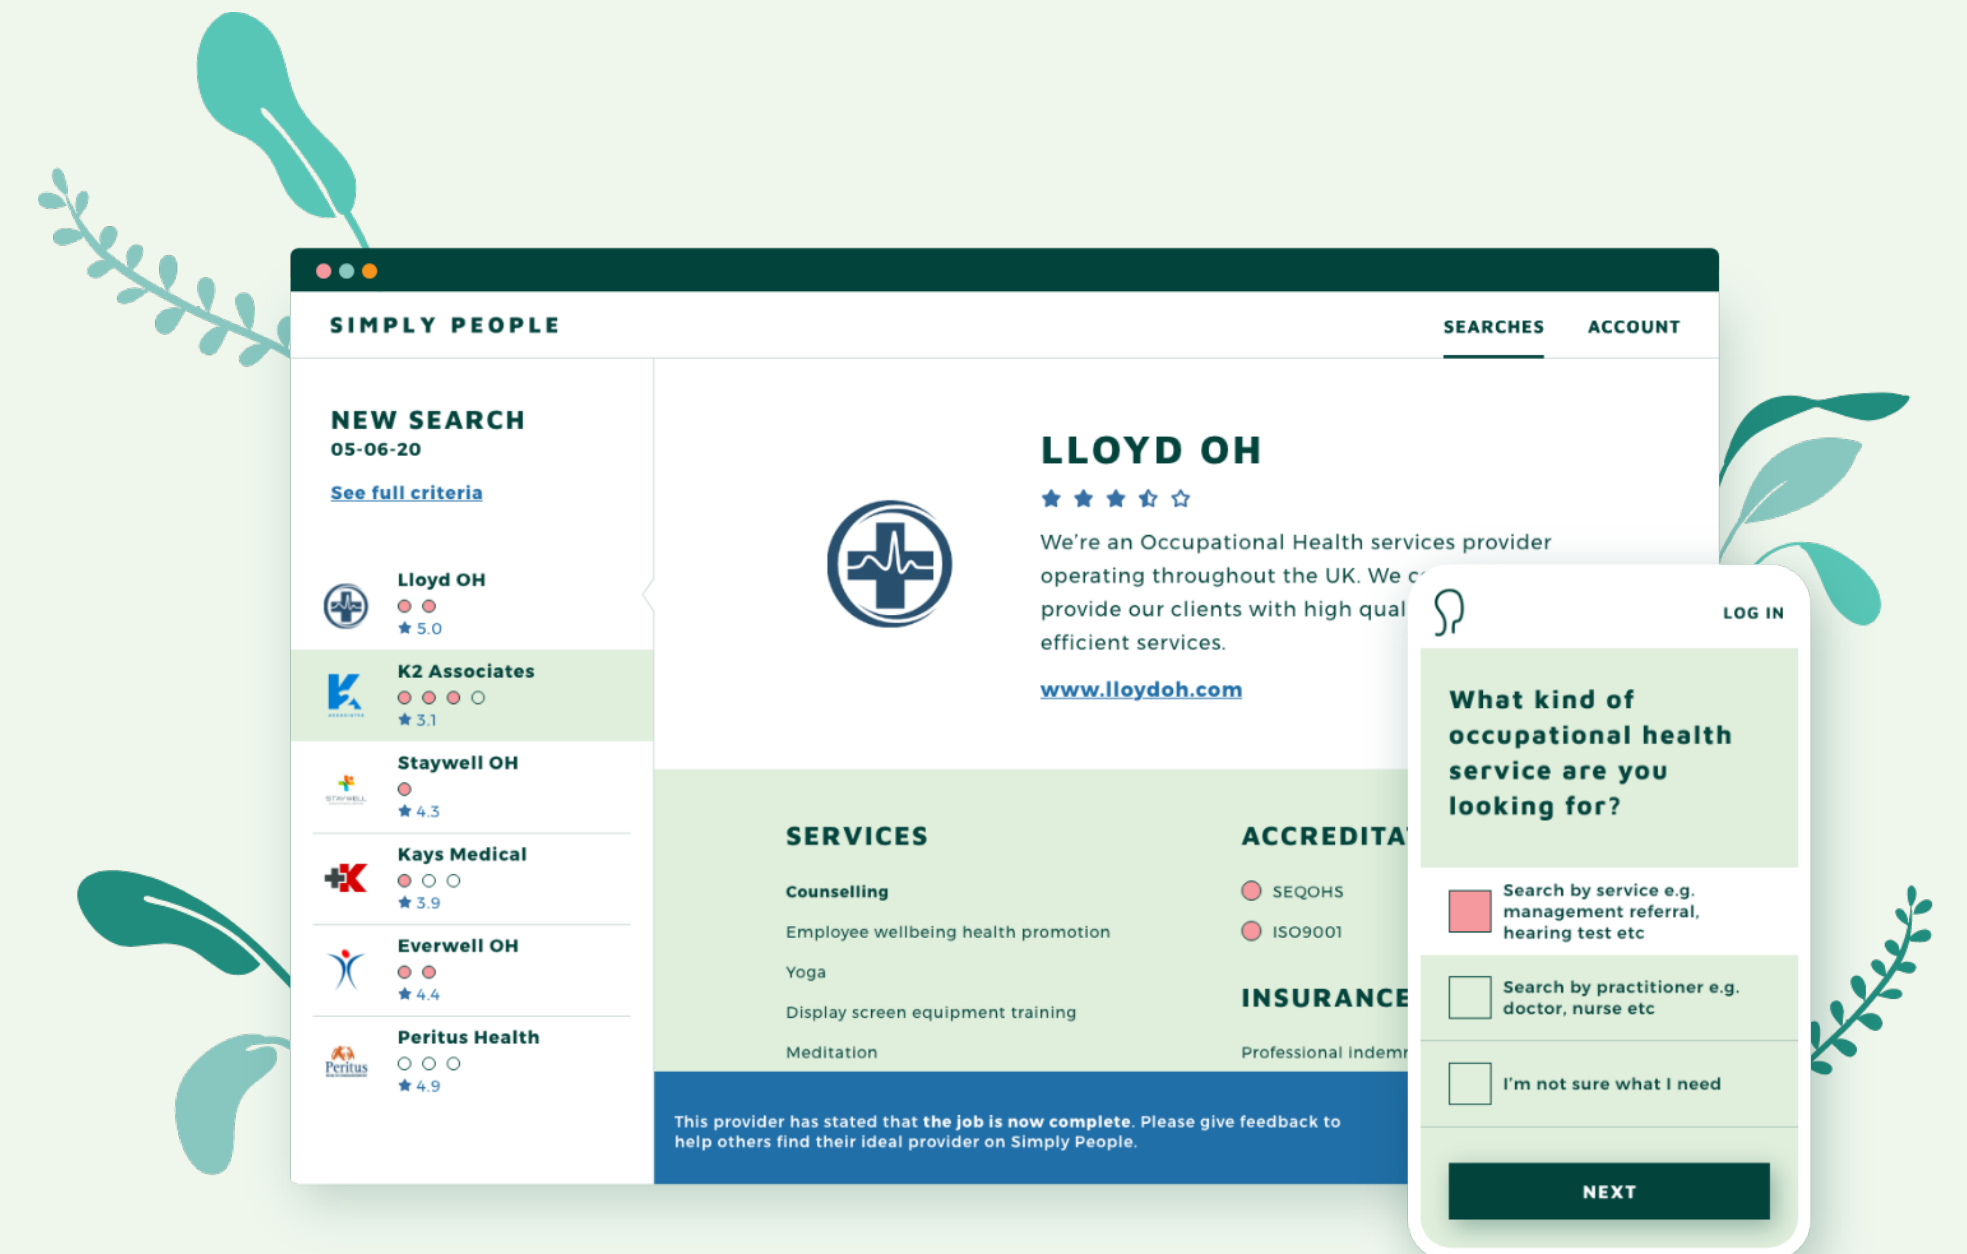 SIMPLY PEOPLE
SEARCHES
ACCOUNT
NEW SEARCH
05-06-20
See full criteria
Lloyd OH
5.0
K2 Associates
3.1
Staywell OH
STAYWELL
4.3
Kays Medical
3.9
Everwell OH
4.4
Peritus Health
Peritus
4.9
LLOYD OH
We’re an Occupational Health services provider
operating throughout the UK. We
provide our clients with high
efficient services.
www.lloydoh.com
SERVICES
Counselling
Employee wellbeing health promotion
Yoga
Display screen equipment training
Meditation
SEQOHS
ISO9001
INSURANCE
Professional
This provider has stated that the job is now complete. Please give feedback to
help others find their ideal provider on Simply People.
LOG IN
What kind of
occupational health
service are you
looking for?
Search by service e.g.
management referral,
hearing test etc
Search by practitioner e.g.
doctor, nurse etc
I’m not sure what I need
NEXT